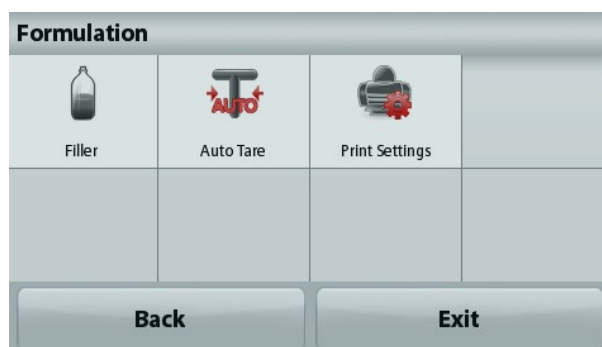 Formulation
AUTO
Filler
Auto Tare
Print Settings
Back
Exit